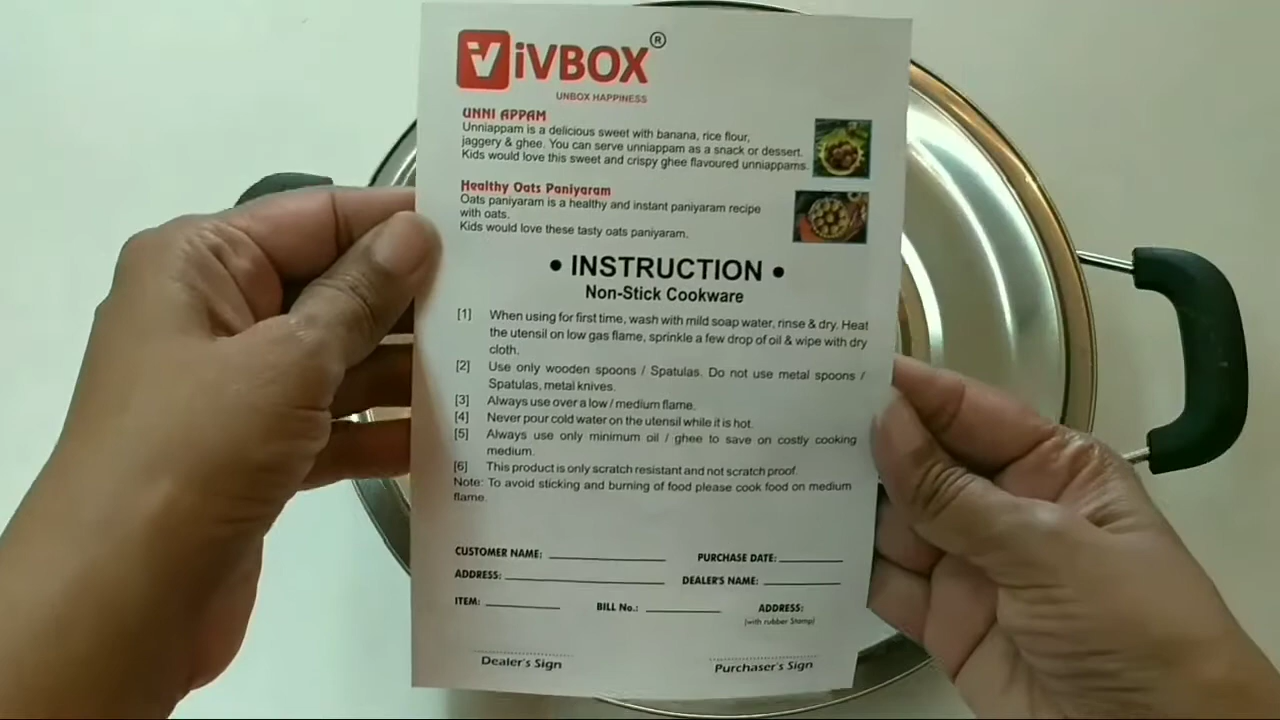 ViVBOX ®
UNBOX HAPPINESS
UNNI APPAM
Unniappam is a delicious sweet with banana, rice flour,
jaggery & ghee. You can serve unniappam as a snack or dessert.
Kids would love this sweet and crispy ghee flavoured unniappams.
Healthy Oats Paniyaram
Oats paniyaram is a healthy and instant paniyaram recipe
with oats.
Kids would love these tasty oats paniyaram.
• INSTRUCTION •
Non-Stick Cookware
[1] When using for first time, wash with mild soap water, rinse & dry. Heat
the utensil on low gas flame, sprinkle a few drop of oil & wipe with dry
cloth.
[2] Use only wooden spoons / Spatulas. Do not use metal spoons /
Spatulas, metal knives.
[3] Always use over a low / medium flame.
[4] Never pour cold water on the utensil while it is hot.
[5] Always use only minimum oil / ghee to save on costly cooking
medium.
[6] This product is only scratch resistant and not scratch proof.
Note: To avoid sticking and burning of food please cook food on medium
flame.
CUSTOMER NAME: PURCHASE DATE:
ADDRESS: DEALER'S NAME:
ITEM: BILL No.: ADDRESS:
(with rubber Stamp)
Dealer's Sign Purchaser's Sign